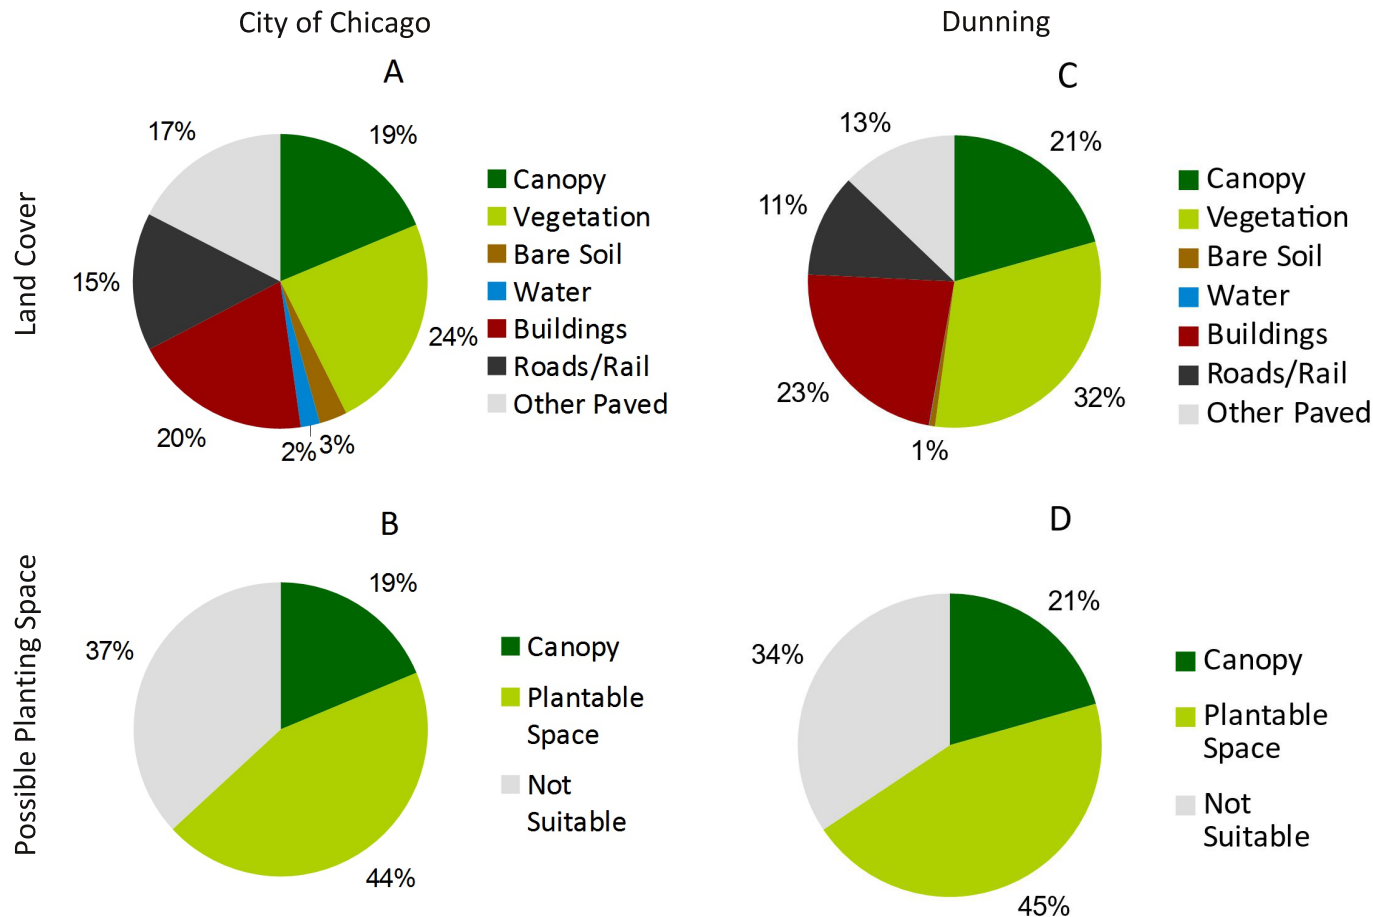 City of Chicago
Dunning
Land Cover
A
17%
19%
15%
24%
20%
2%
3%
Canopy
Vegetation
Bare Soil
Water
Buildings
Roads/Rail
Other Paved
C
13%
21%
11%
23%
32%
1%
Canopy
Vegetation
Bare Soil
Water
Buildings
Roads/Rail
Other Paved
Possible Planting Space
B
19%
37%
44%
Canopy
Plantable
Space
Not
Suitable
D
21%
34%
45%
Canopy
Plantable
Space
Not
Suitable